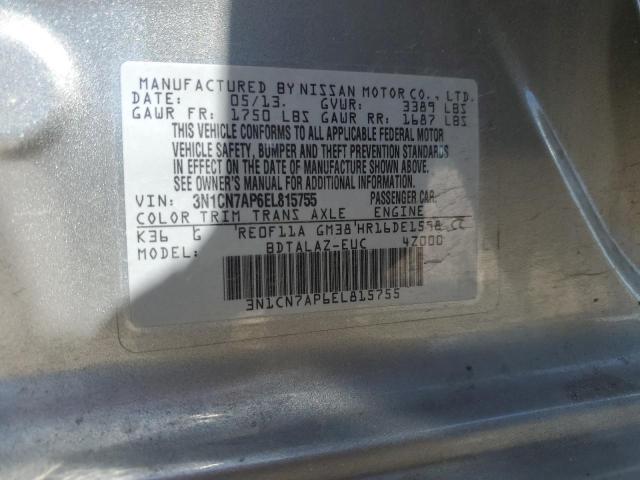 MANUFACTURED BY NISSAN MOTOR CO., LTD.
DATE: 05/13. GVWR: 3389 LBS
GAWR FR: 1750 LBS GAWR RR: 1687 LBS
THIS VEHICLE CONFORMS TO ALL APPLICABLE FEDERAL MOTOR
VEHICLE SAFETY, BUMPER AND THEFT PREVENTION STANDARDS
IN EFFECT ON THE DATE OF MANUFACTURE SHOWN ABOVE.
SEE OWNER'S MANUAL FOR ADDITIONAL INFORMATION.
VIN: 3N1CN7AP6EL815755 PASSENGER CAR.
COLOR TRIM TRANS AXLE ENGINE
K36 G RE0F11A GM38 HR16DE1598 CC
MODEL: BDTALAZ-EUC 4Z000
3N1CN7AP6EL815755